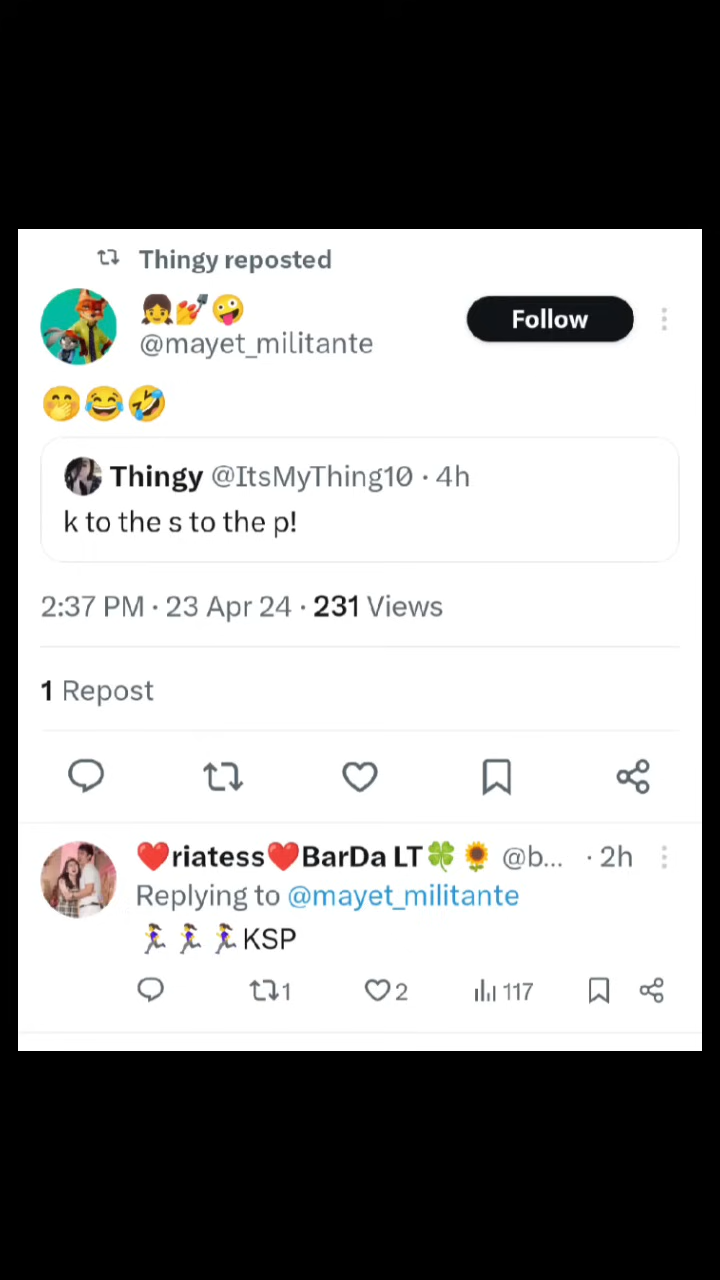 Thingy reposted
👧💅🤪
Follow
@mayet_militante
🤭😂🤣
Thingy @ItsMyThing10 · 4h
k to the s to the p!
2:37 PM · 23 Apr 24 · 231 Views
1 Repost
❤️riatess❤️BarDa LT🍀🌻 @b... · 2h
Replying to @mayet_militante
🏃‍♀️🏃‍♀️🏃‍♀️KSP
1 2 117